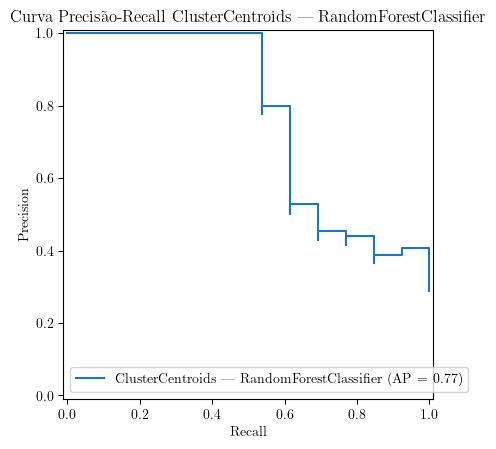 Curva Precisão-Recall ClusterCentroids — RandomForestClassifier
1.0
0.8
0.6
0.4
0.2
0.0
Precision
ClusterCentroids — RandomForestClassifier (AP = 0.77)
0.0 0.2 0.4 0.6 0.8 1.0
Recall